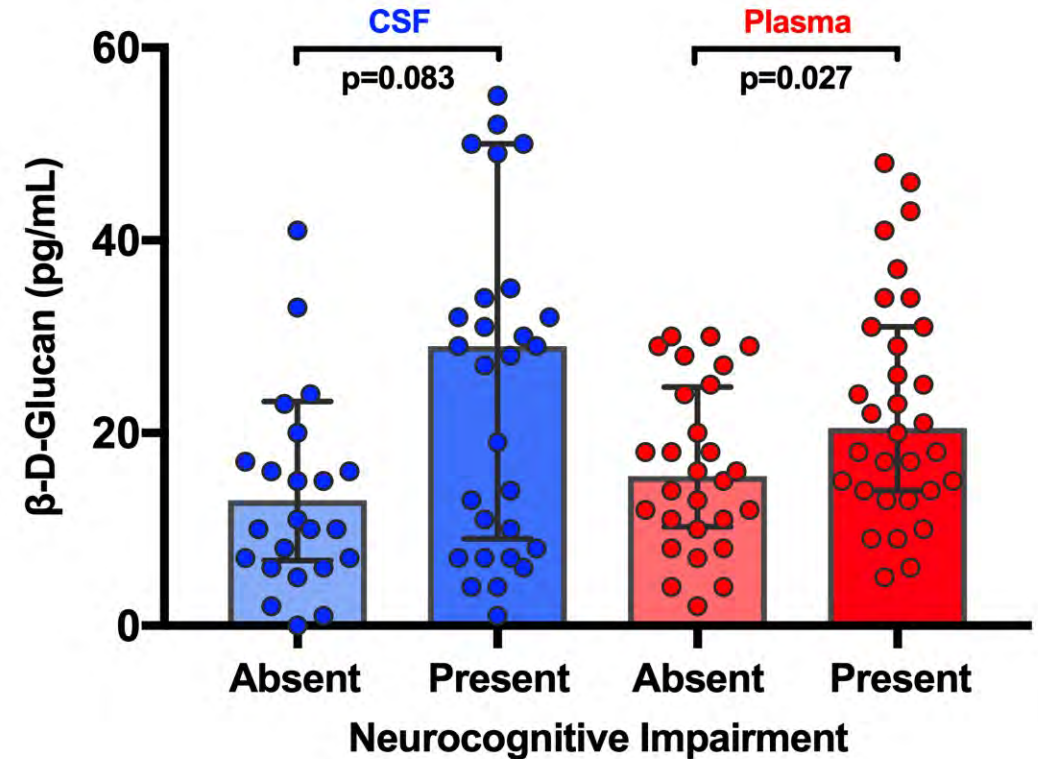 CSF
Plasma
p=0.083
p=0.027
β-D-Glucan (pg/mL)
60
40
20
0
Absent
Present
Absent
Present
Neurocognitive Impairment